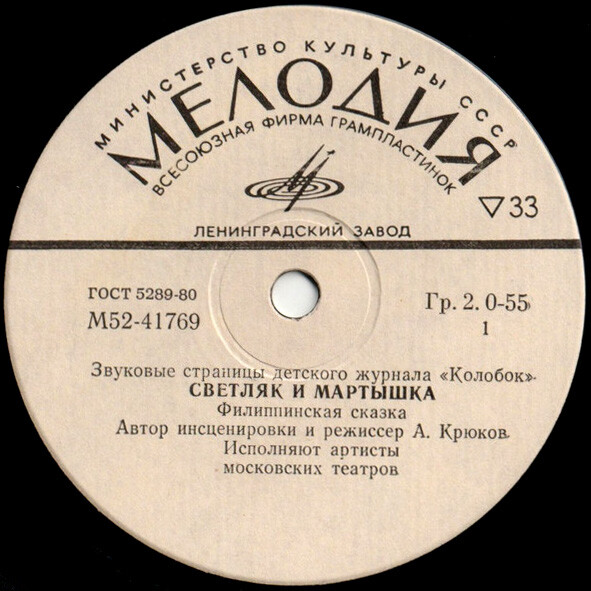 МИНИСТЕРСТВО КУЛЬТУРЫ СССР
МЕЛОДИЯ
ВСЕСОЮЗНАЯ ФИРМА ГРАМПЛАСТИНОК
▽33
ЛЕНИНГРАДСКИЙ ЗАВОД
ГОСТ 5289-80
М52-41769
Гр. 2. 0-55
1
Звуковые страницы детского журнала «Колобок»
СВЕТЛЯК И МАРТЫШКА
Филиппинская сказка
Автор инсценировки и режиссер А. Крюков.
Исполняют артисты
московских театров